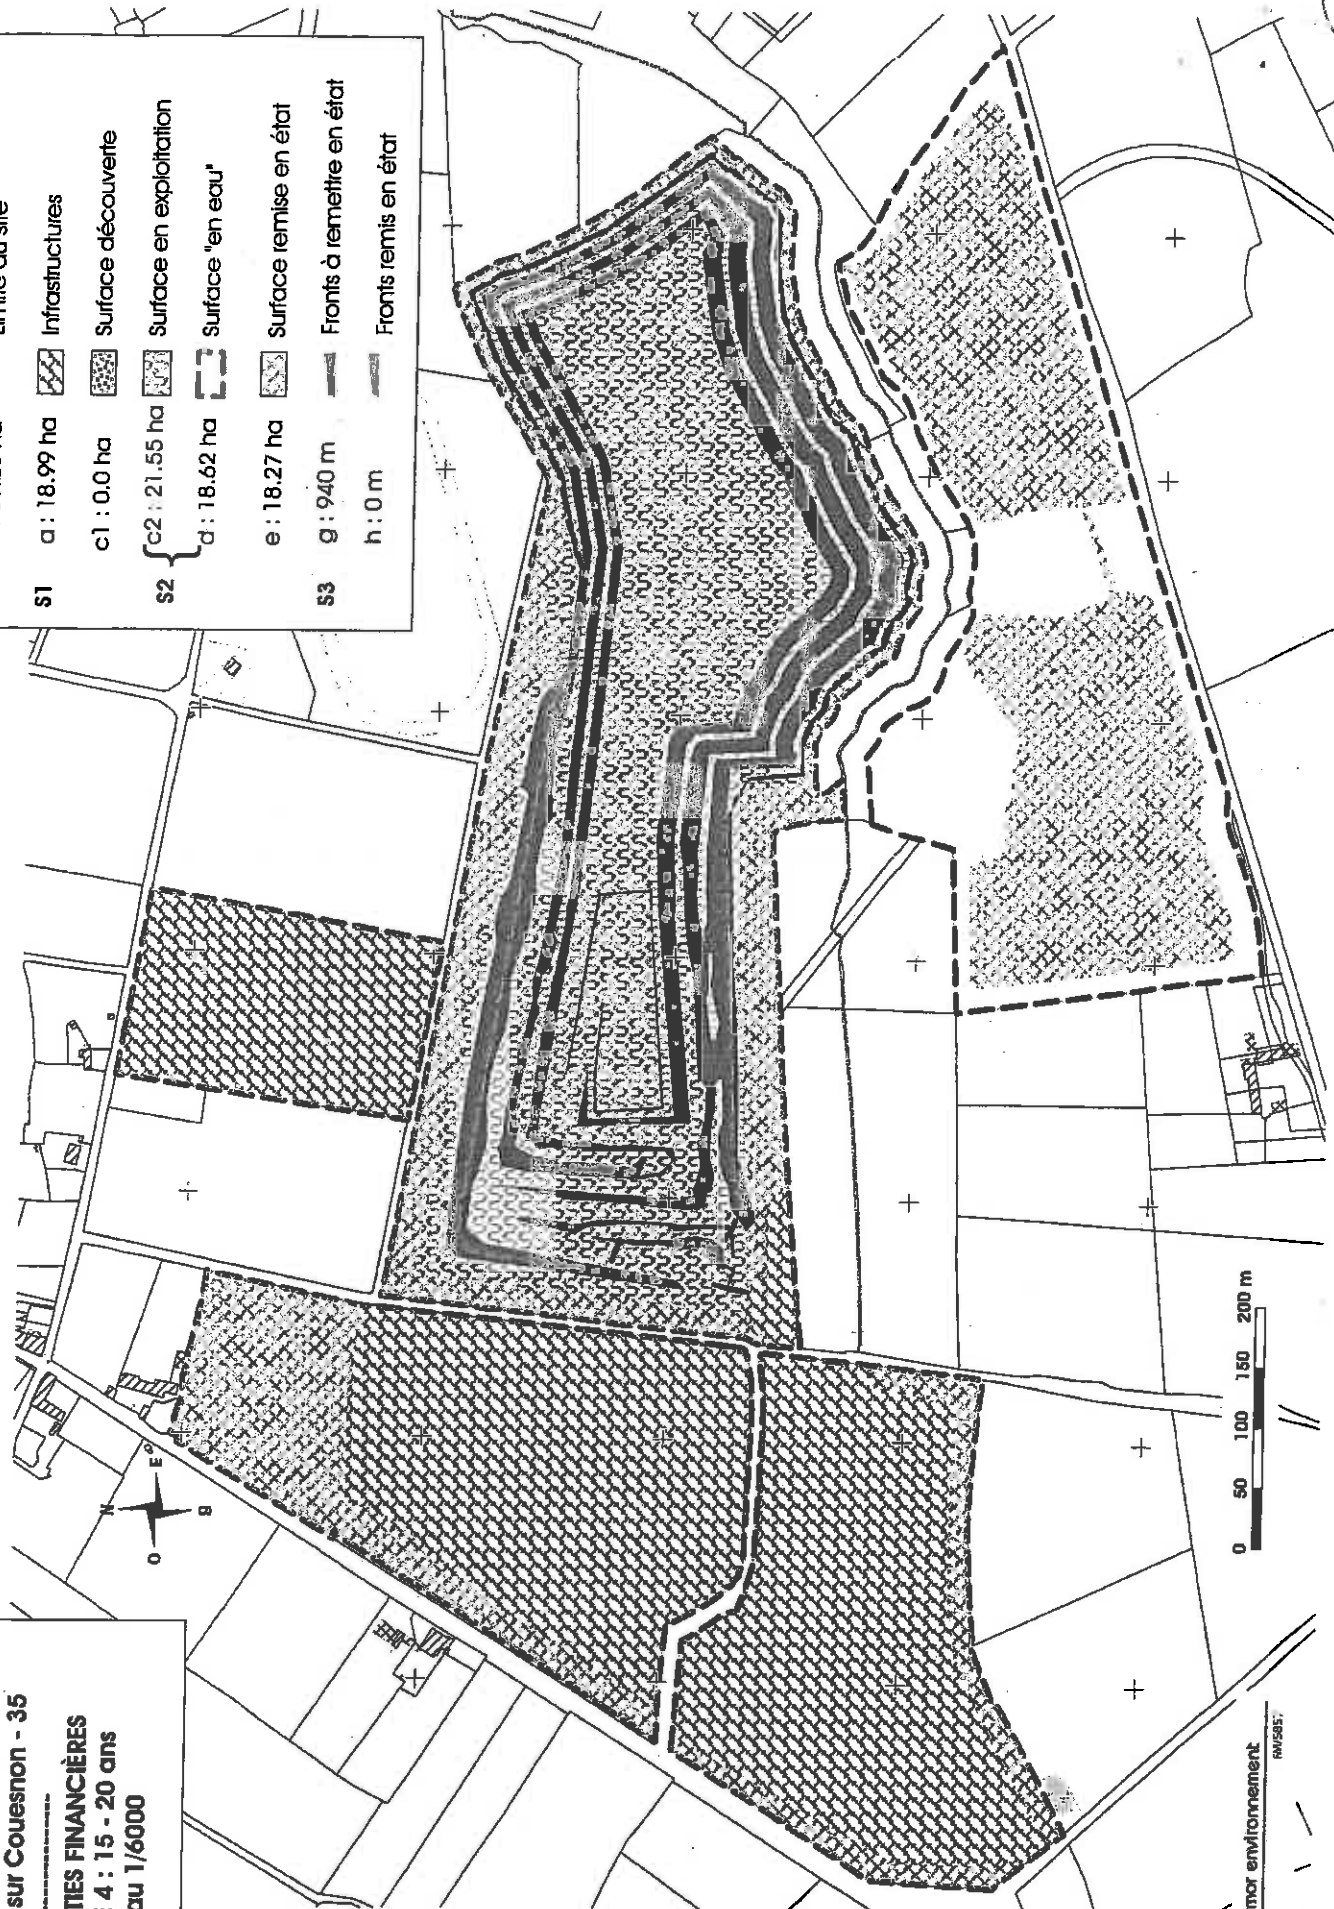 sur Couesnon - 35
TIES FINANCIÈRES
4 : 15 - 20 ans
au 1/6000
S1
a : 18.99 ha Infrastructures
c1 : 0.0 ha Surface découverte
S2
c2 : 21.55 ha Surface en exploitation
d : 18.62 ha Surface "en eau"
e : 18.27 ha Surface remise en état
S3
g : 940 m Fronts à remettre en état
h : 0 m Fronts remis en état
N
O
E
S
0 50 100 150 200 m
mor environnement